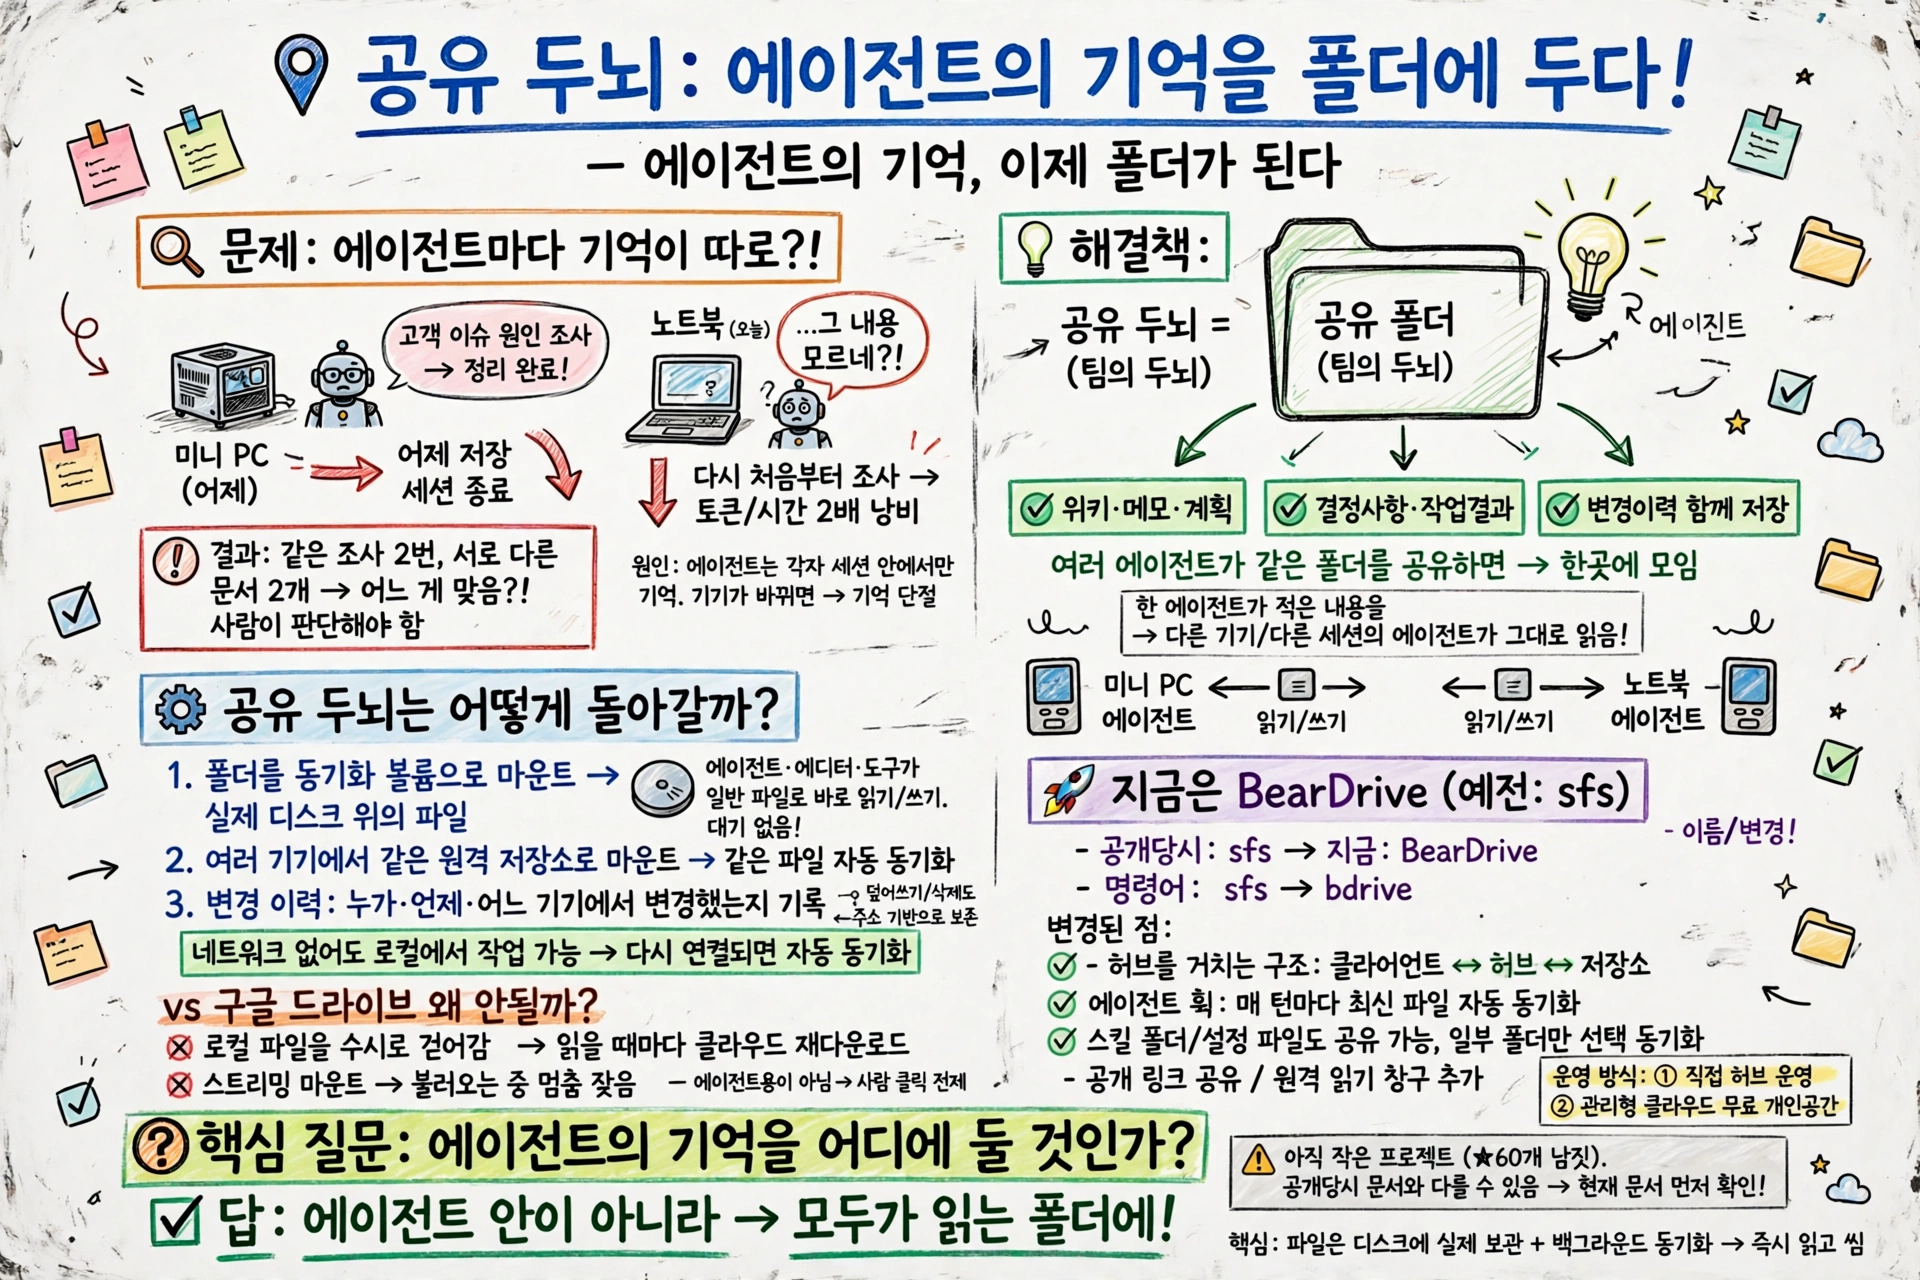 공유 두뇌: 에이전트의 기억을 폴더에 두다!
– 에이전트의 기억, 이제 폴더가 된다
문제: 에이전트마다 기억이 따로?!
고객 이슈 원인 조사
→ 정리 완료!
노트북 (오늘)
...그 내용
모르네?!
미니 PC
(어제)
어제 저장
세션 종료
다시 처음부터 조사 →
토큰/시간 2배 낭비
결과: 같은 조사 2번, 서로 다른
문서 2개 → 어느 게 맞음?!
사람이 판단해야 함
원인: 에이전트는 각자 세션 안에서만
기억. 기기가 바뀌면 → 기억 단절
해결책:
공유 두뇌 =
(팀의 두뇌)
공유 폴더
(팀의 두뇌)
에이진트
위키·메모·계획
결정사항·작업결과
변경이력 함께 저장
여러 에이전트가 같은 폴더를 공유하면 → 한곳에 모임
한 에이전트가 적은 내용을
→ 다른 기기/다른 세션의 에이전트가 그대로 읽음!
미니 PC
에이전트
읽기/쓰기
읽기/쓰기
노트북
에이전트
공유 두뇌는 어떻게 돌아갈까?
1. 폴더를 동기화 볼륨으로 마운트 →
실제 디스크 위의 파일
에이전트·에디터·도구가
일반 파일로 바로 읽기/쓰기.
대기 없음!
2. 여러 기기에서 같은 원격 저장소로 마운트 → 같은 파일 자동 동기화
3. 변경 이력: 누가·언제·어느 기기에서 변경했는지 기록
덮어쓰기/삭제도
←주소 기반으로 보존
네트워크 없어도 로컬에서 작업 가능 → 다시 연결되면 자동 동기화
vs 구글 드라이브 왜 안될까?
로컬 파일을 수시로 걷어감 → 읽을 때마다 클라우드 재다운로드
스트리밍 마운트 → 불러오는 중 멈춤 잦음 – 에이전트용이 아님→ 사람 클릭 전제
지금은 BearDrive (예전: sfs)
- 이름/변경!
- 공개당시: sfs → 지금: BearDrive
- 명령어: sfs → bdrive
변경된 점:
- 허브를 거치는 구조: 클라이언트 ↔ 허브 ↔ 저장소
에이전트 훅: 매 턴마다 최신 파일 자동 동기화
스킬 폴더/설정 파일도 공유 가능, 일부 폴더만 선택 동기화
- 공개 링크 공유 / 원격 읽기 창구 추가
운영 방식: ① 직접 허브 운영
② 관리형 클라우드 무료 개인공간
핵심 질문: 에이전트의 기억을 어디에 둘 것인가?
답: 에이전트 안이 아니라 → 모두가 읽는 폴더에!
아직 작은 프로젝트 (★60개 남짓).
공개당시 문서와 다를 수 있음 → 현재 문서 먼저 확인!
핵심: 파일은 디스크에 실제 보관 + 백그라운드 동기화 → 즉시 읽고 씀